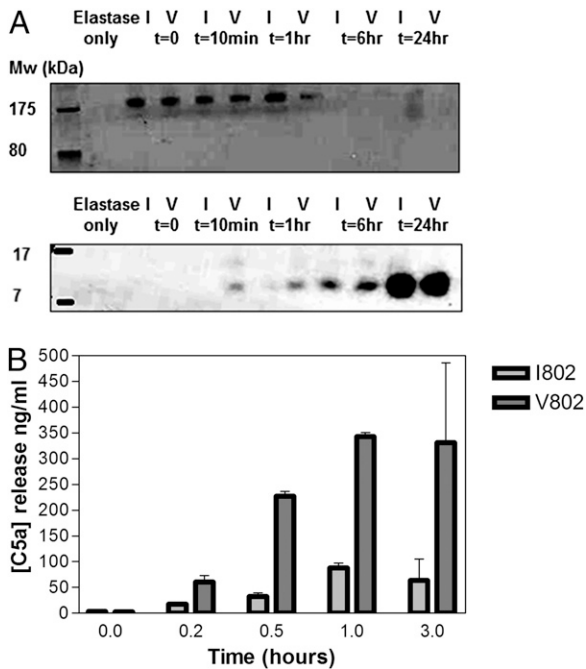 A
Elastase I V I V I V I V I V
only t=0 t=10min t=1hr t=6hr t=24hr
Mw (kDa)
175
80
Elastase I V I V I V I V I V
only t=0 t=10min t=1hr t=6hr t=24hr
17
7
B
[C5a] release ng/ml
500
450
400
350
300
250
200
150
100
50
0
0.0 0.2 0.5 1.0 3.0
Time (hours)
I802
V802